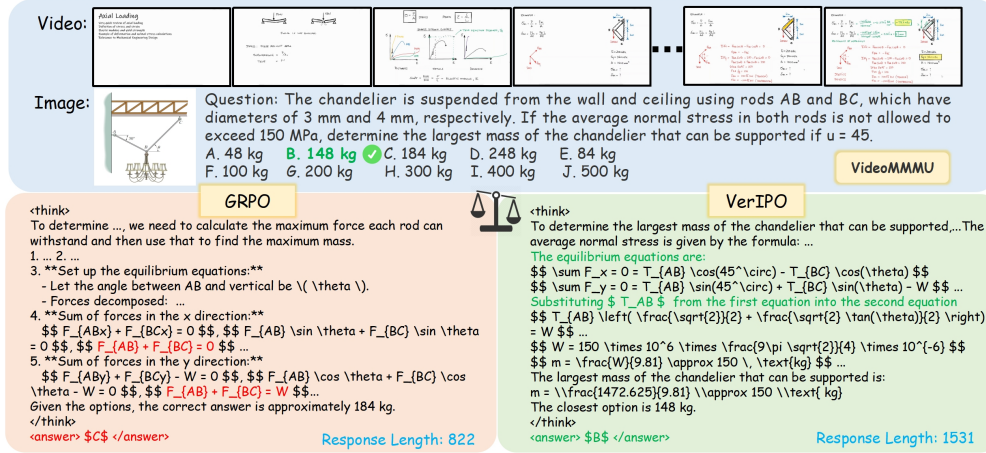 Video:
Axial Loading
Image:
Question: The chandelier is suspended from the wall and ceiling using rods AB and BC, which have
diameters of 3 mm and 4 mm, respectively. If the average normal stress in both rods is not allowed to
exceed 150 MPa, determine the largest mass of the chandelier that can be supported if u = 45.
A. 48 kg B. 148 kg C. 184 kg D. 248 kg E. 84 kg
F. 100 kg G. 200 kg H. 300 kg I. 400 kg J. 500 kg
VideoMMMU
GRPO
<think>
To determine ..., we need to calculate the maximum force each rod can
withstand and then use that to find the maximum mass.
1. ... 2. ...
3. **Set up the equilibrium equations:**
- Let the angle between AB and vertical be \( \theta \).
- Forces decomposed: ...
4. **Sum of forces in the x direction:**
$$ F_{ABx} + F_{BCx} = 0 $$, $$ F_{AB} \sin \theta + F_{BC} \sin \theta
= 0 $$, $$ F_{AB} + F_{BC} = 0 $$ ...
5. **Sum of forces in the y direction:**
$$ F_{ABy} + F_{BCy} - W = 0 $$, $$ F_{AB} \cos \theta + F_{BC} \cos
\theta - W = 0 $$, $$ F_{AB} + F_{BC} = W $$...
Given the options, the correct answer is approximately 184 kg.
</think>
<answer> $C$ </answer>
Response Length: 822
VerIPO
<think>
To determine the largest mass of the chandelier that can be supported,...The
average normal stress is given by the formula: ...
The equilibrium equations are:
$$ \sum F_x = 0 = T_{AB} \cos(45^\circ) - T_{BC} \cos(\theta) $$
$$ \sum F_y = 0 = T_{AB} \sin(45^\circ) + T_{BC} \sin(\theta) - W $$ ...
Substituting $ T_AB $ from the first equation into the second equation
$$ T_{AB} \left( \frac{\sqrt{2}}{2} + \frac{\sqrt{2} \tan(\theta)}{2} \right)
= W $$ ...
$$ W = 150 \times 10^6 \times \frac{9\pi \sqrt{2}}{4} \times 10^{-6} $$
$$ m = \frac{W}{9.81} \approx 150 \, \text{kg} $$ ...
The largest mass of the chandelier that can be supported is:
m = \\frac{1472.625}{9.81} \\approx 150 \\text{ kg}
The closest option is 148 kg.
</think>
<answer> $B$ </answer>
Response Length: 1531